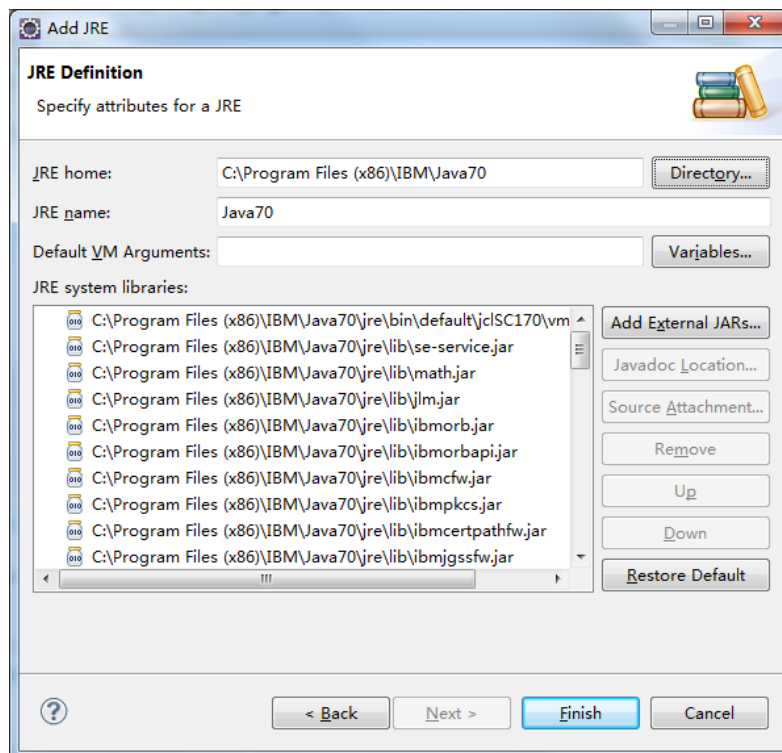 Add JRE
JRE Definition
Specify attributes for a JRE
JRE home:
C:\Program Files (x86)\IBM\Java70
Directory...
JRE name:
Java70
Default VM Arguments:
Variables...
JRE system libraries:
C:\Program Files (x86)\IBM\Java70\jre\bin\default\jclSC170\vm
C:\Program Files (x86)\IBM\Java70\jre\lib\se-service.jar
C:\Program Files (x86)\IBM\Java70\jre\lib\math.jar
C:\Program Files (x86)\IBM\Java70\jre\lib\jlm.jar
C:\Program Files (x86)\IBM\Java70\jre\lib\ibmorb.jar
C:\Program Files (x86)\IBM\Java70\jre\lib\ibmorbapi.jar
C:\Program Files (x86)\IBM\Java70\jre\lib\ibmcfw.jar
C:\Program Files (x86)\IBM\Java70\jre\lib\ibmpkcs.jar
C:\Program Files (x86)\IBM\Java70\jre\lib\ibmcertpathfw.jar
C:\Program Files (x86)\IBM\Java70\jre\lib\ibmjgssfw.jar
Add External JARs...
Javadoc Location...
Source Attachment...
Remove
Up
Down
Restore Default
< Back
Next >
Finish
Cancel